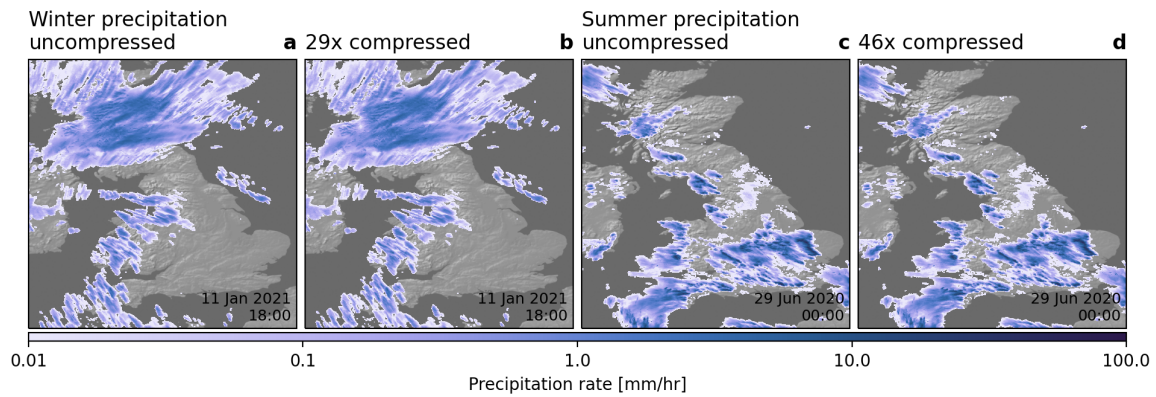 Winter precipitation
uncompressed a
29x compressed b
Summer precipitation
uncompressed c
46x compressed d
11 Jan 2021
18:00
11 Jan 2021
18:00
29 Jun 2020
00:00
29 Jun 2020
00:00
0.01 0.1 1.0 10.0 100.0
Precipitation rate [mm/hr]